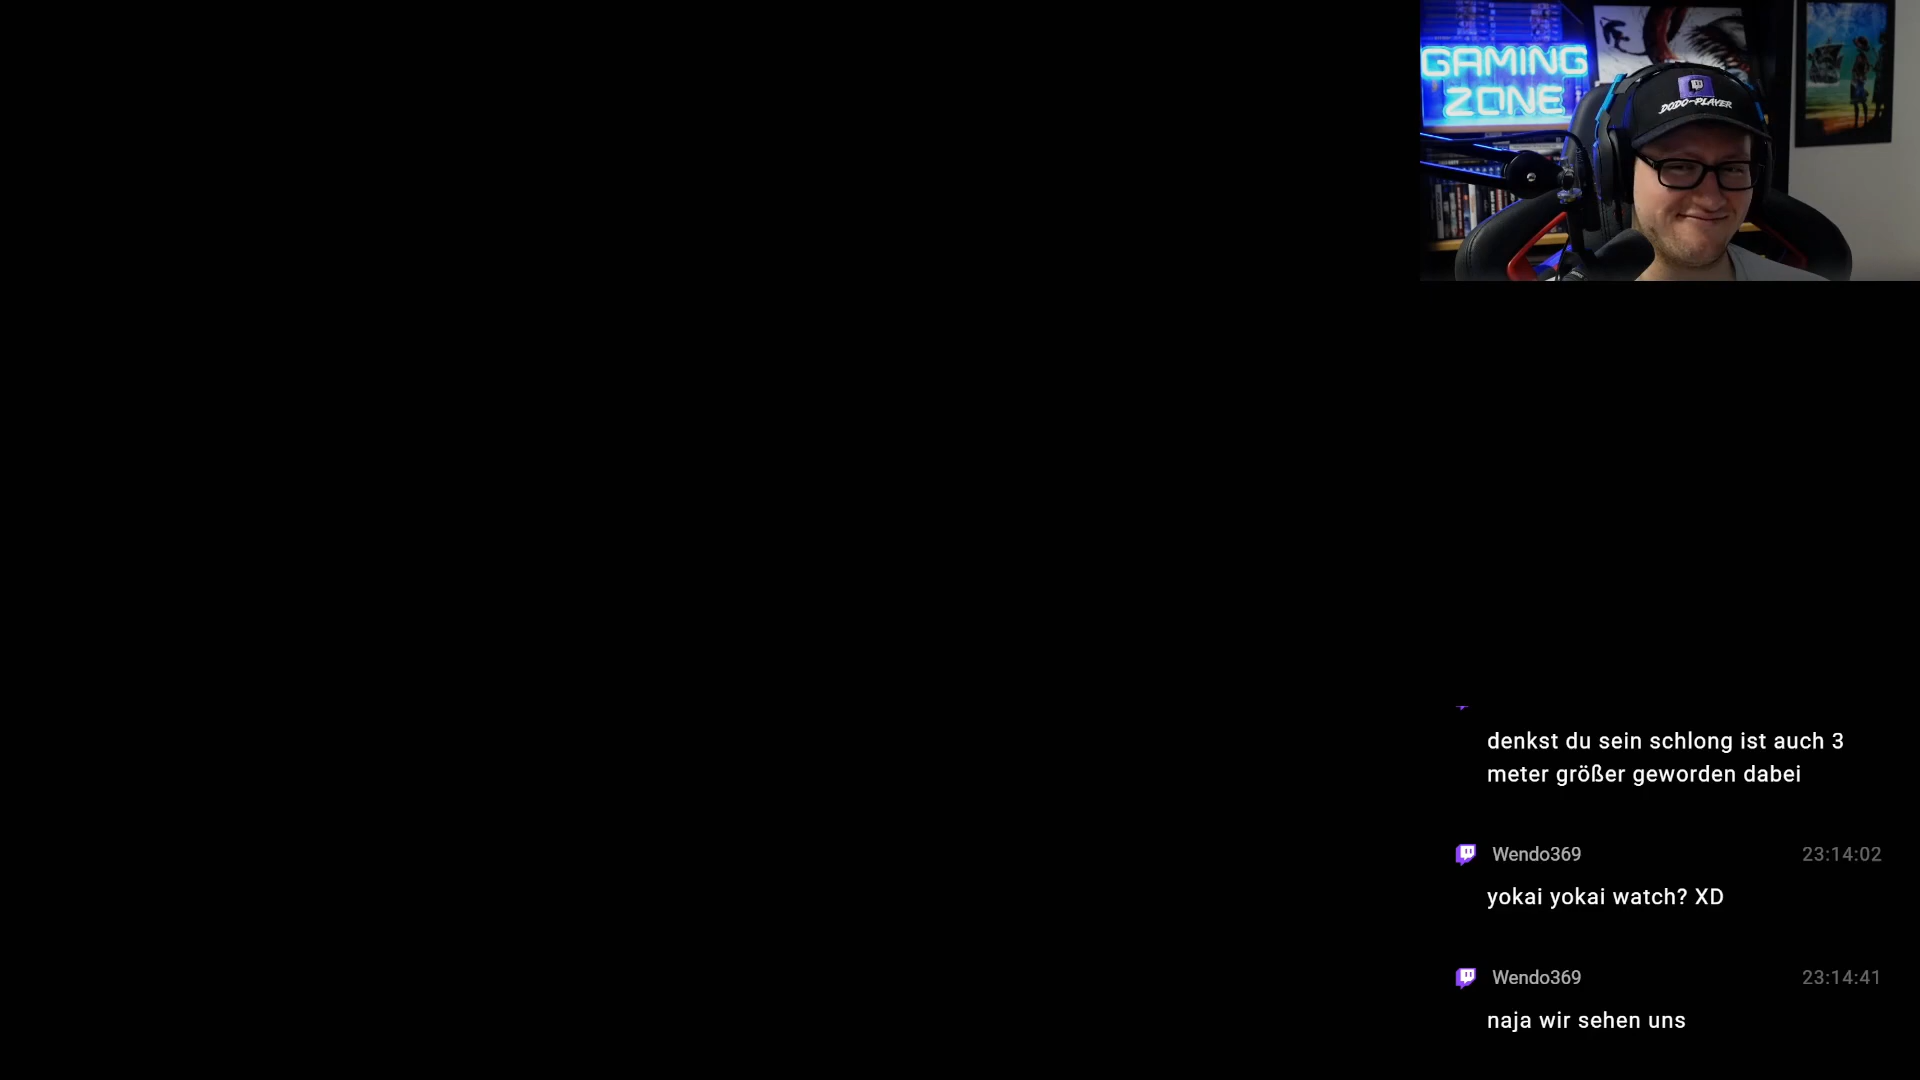 GAMING
ZONE
DODO-PLAYER
denkst du sein schlong ist auch 3
meter größer geworden dabei
Wendo369 23:14:02
yokai yokai watch? XD
Wendo369 23:14:41
naja wir sehen uns